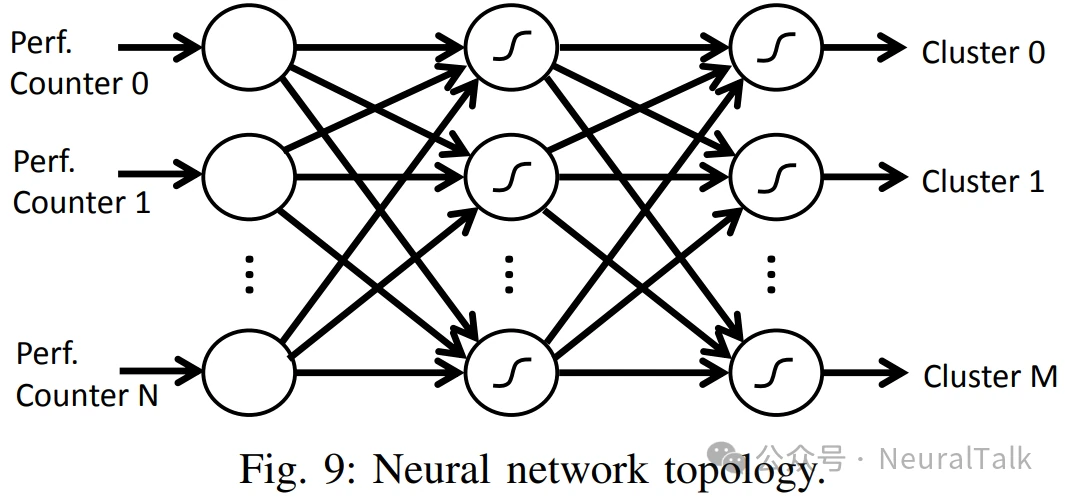 Perf.
Counter 0
Cluster 0
Perf.
Counter 1
Cluster 1
Perf.
Counter N
Cluster M
Fig. 9: Neural network topology.
公众号 · NeuralTalk